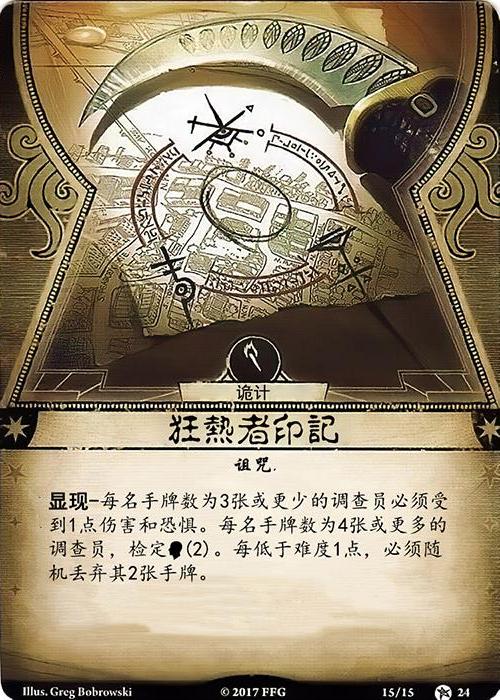 诡计
狂熱者印記
诅咒.
显现-每名手牌数为3张或更少的调查员必须受
到1点伤害和恐惧。每名手牌数为4张或更多的
调查员，检定(2)。每低于难度1点，必须随
机丢弃其2张手牌。
Illus. Greg Bobrowski © 2017 FFG 15/15 24